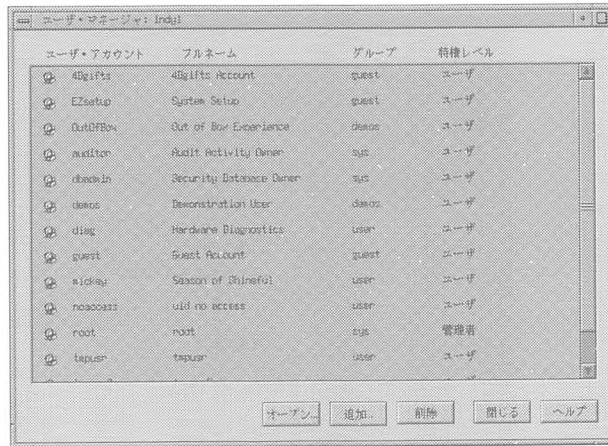 ユーザ・マネージャ: indy1
ユーザ・アカウント フルネーム グループ 特権レベル
4Dgifts 4Dgifts Account guest ユーザ
EZsetup System Setup guest ユーザ
OutOfBox Out of Box Experience demos ユーザ
auditor Audit Activity Owner sys ユーザ
dbadmin Security Database Owner sys ユーザ
demos Demonstration User demos ユーザ
diag Hardware Diagnostics user ユーザ
guest Guest Account guest ユーザ
mickey Season of Shineful user ユーザ
noaccess uid no access user ユーザ
root root sys 管理者
tmpusr tmpusr user ユーザ
オープン... 追加... 削除 閉じる ヘルプ